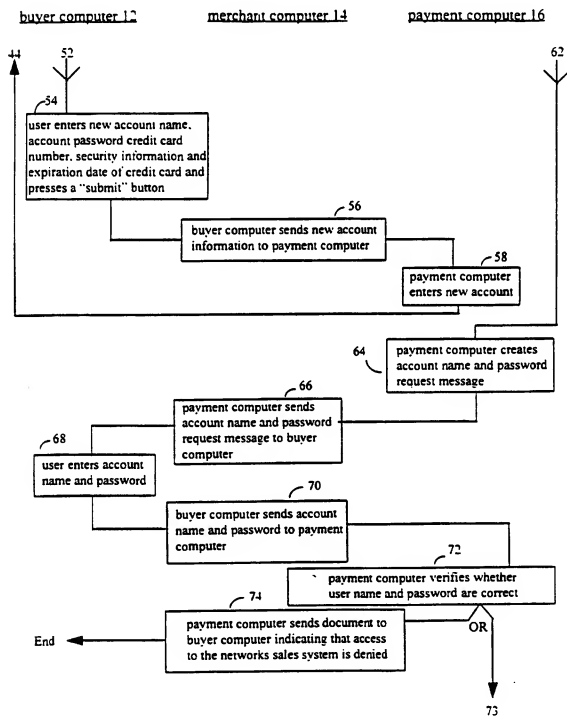 buyer computer 12 merchant computer 14 payment computer 16
44 52 62
54
user enters new account name,
account password credit card
number, security information and
expiration date of credit card and
presses a "submit" button
56
buyer computer sends new account
information to payment computer
58
payment computer
enters new account
64
payment computer creates
account name and password
request message
66
payment computer sends
account name and password
request message to buyer
computer
68
user enters account
name and password
70
buyer computer sends account
name and password to payment
computer
72
payment computer verifies whether
user name and password are correct
74
payment computer sends document to
buyer computer indicating that access
to the networks sales system is denied
End
OR
73